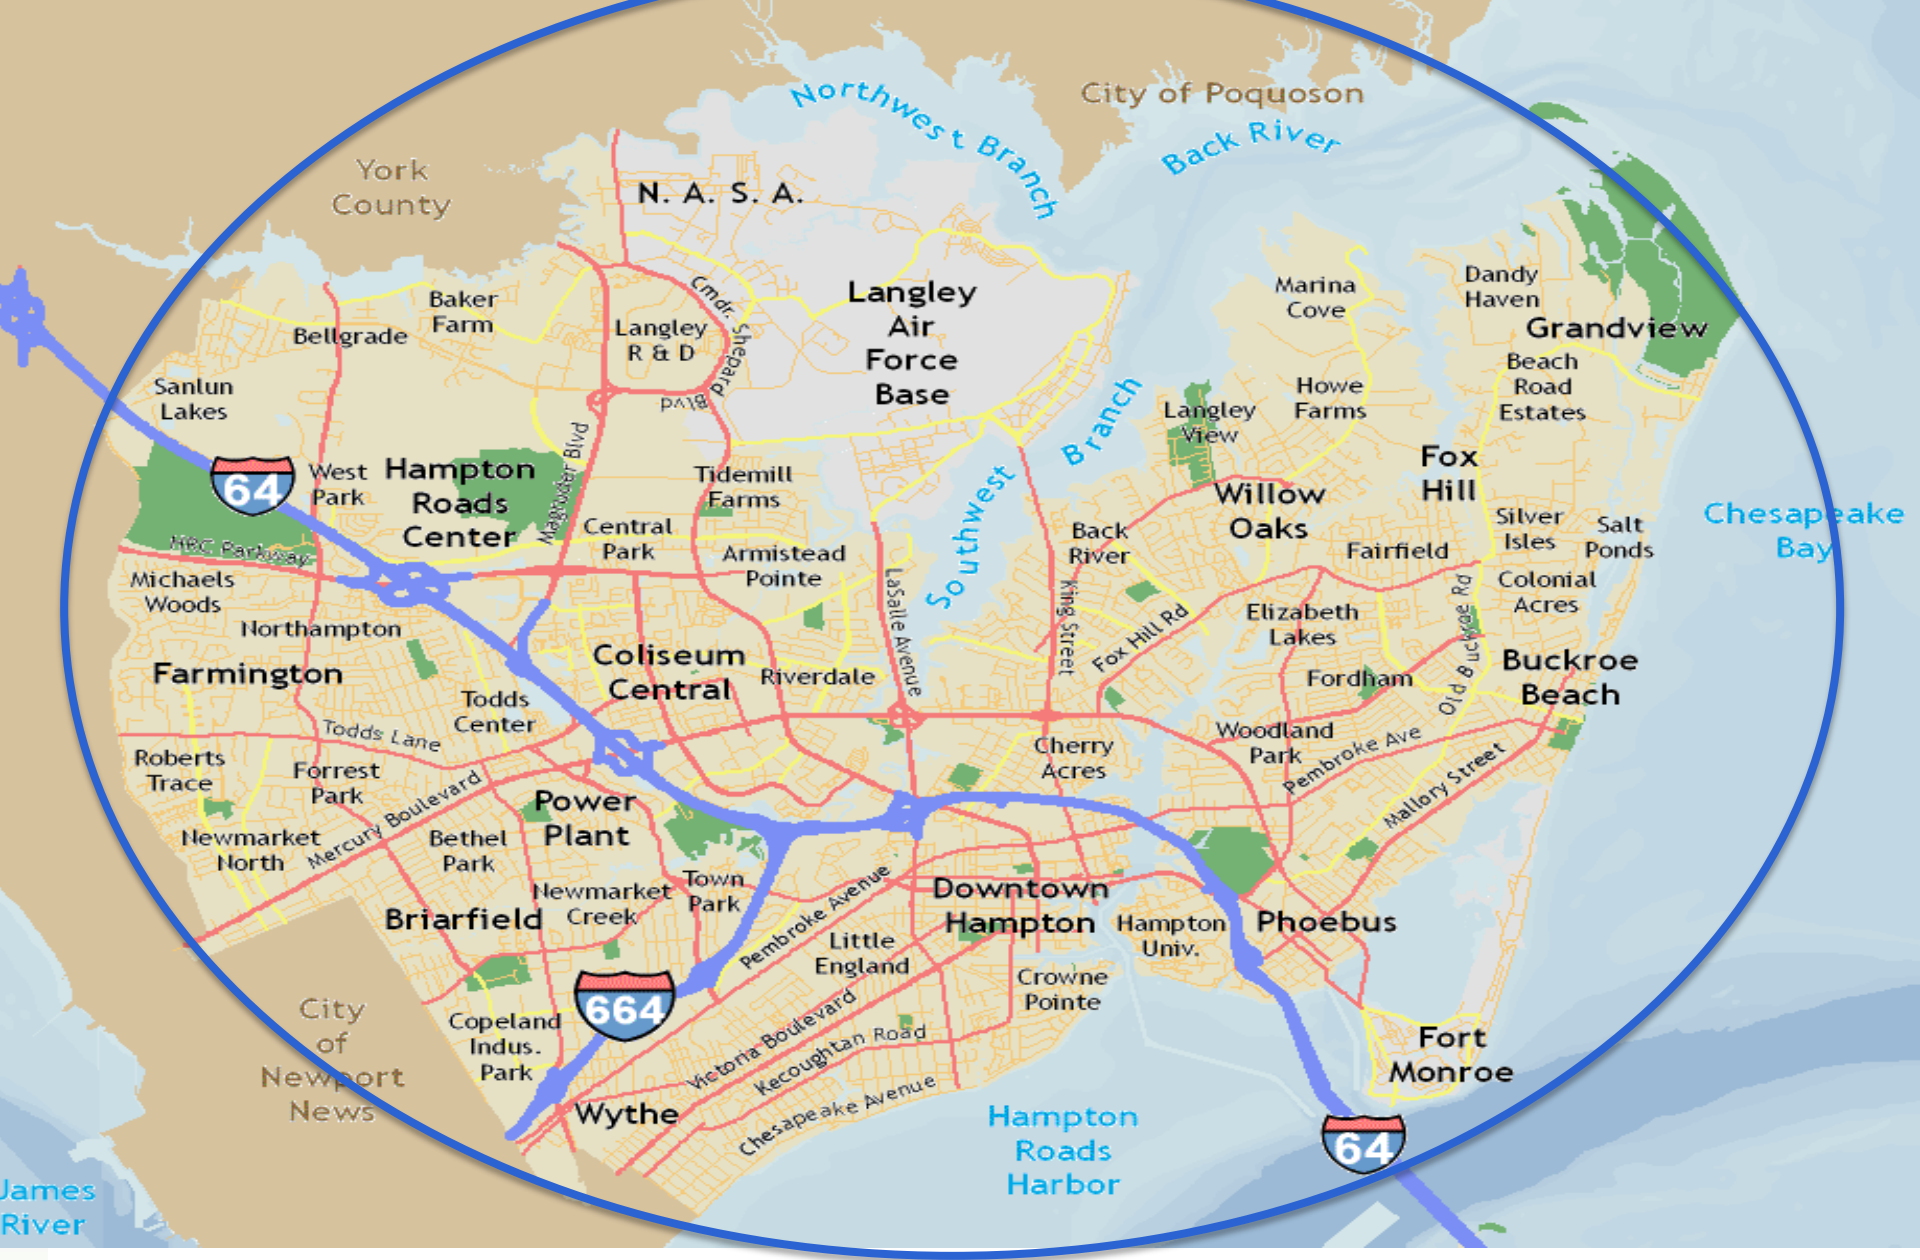 City of Poquoson
Northwest Branch
Back River
York
County
N. A. S. A.
Langley
Air
Force
Base
Cmdr. Shepard
Blvd
Marina
Cove
Dandy
Haven
Grandview
Baker
Farm
Bellgrade
Langley
R & D
Beach
Road
Estates
Sanlun
Lakes
Howe
Farms
Langley
View
Southwest Branch
Fox
Hill
64
West
Park
Hampton
Roads
Center
Magruder Blvd
Tidemill
Farms
Willow
Oaks
Silver
Isles
Salt
Ponds
Chesapeake
Bay
Central
Park
Back
River
Fairfield
HRC Parkway
Armistead
Pointe
Michaels
Woods
LaSalle Avenue
King Street
Colonial
Acres
Fox Hill Rd
Elizabeth
Lakes
Old Buckroe Rd
Northampton
Farmington
Coliseum
Central
Riverdale
Fordham
Buckroe
Beach
Todds
Center
Todds Lane
Woodland
Park
Pembroke Ave
Cherry
Acres
Mallory Street
Roberts
Trace
Forrest
Park
Mercury Boulevard
Power
Plant
Newmarket
North
Bethel
Park
Newmarket
Creek
Town
Park
Pembroke Avenue
Downtown
Hampton
Briarfield
Hampton
Univ.
Phoebus
Little
England
Crowne
Pointe
664
City
of
Newport
News
Copeland
Indus.
Park
Victoria Boulevard
Kecoughtan Road
Chesapeake Avenue
Fort
Monroe
Wythe
Hampton
Roads
Harbor
64
James
River